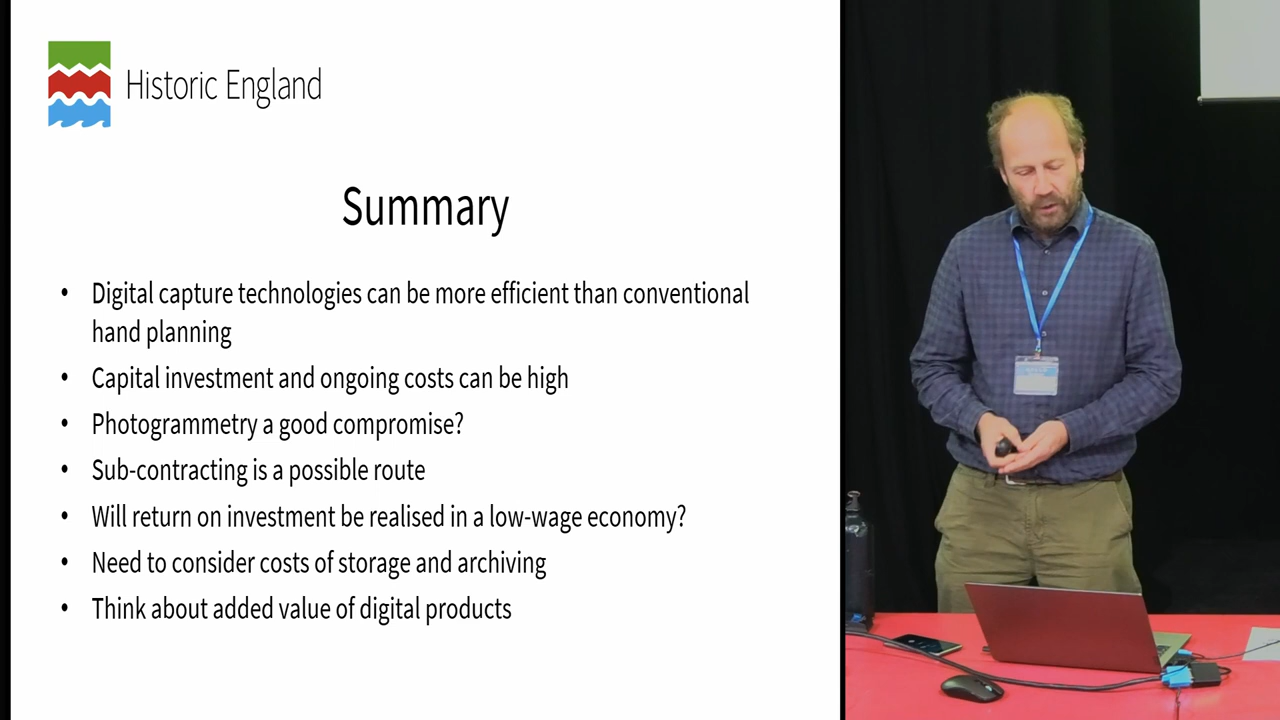 Historic England
Summary
• Digital capture technologies can be more efficient than conventional
hand planning
• Capital investment and ongoing costs can be high
• Photogrammetry a good compromise?
• Sub-contracting is a possible route
• Will return on investment be realised in a low-wage economy?
• Need to consider costs of storage and archiving
• Think about added value of digital products